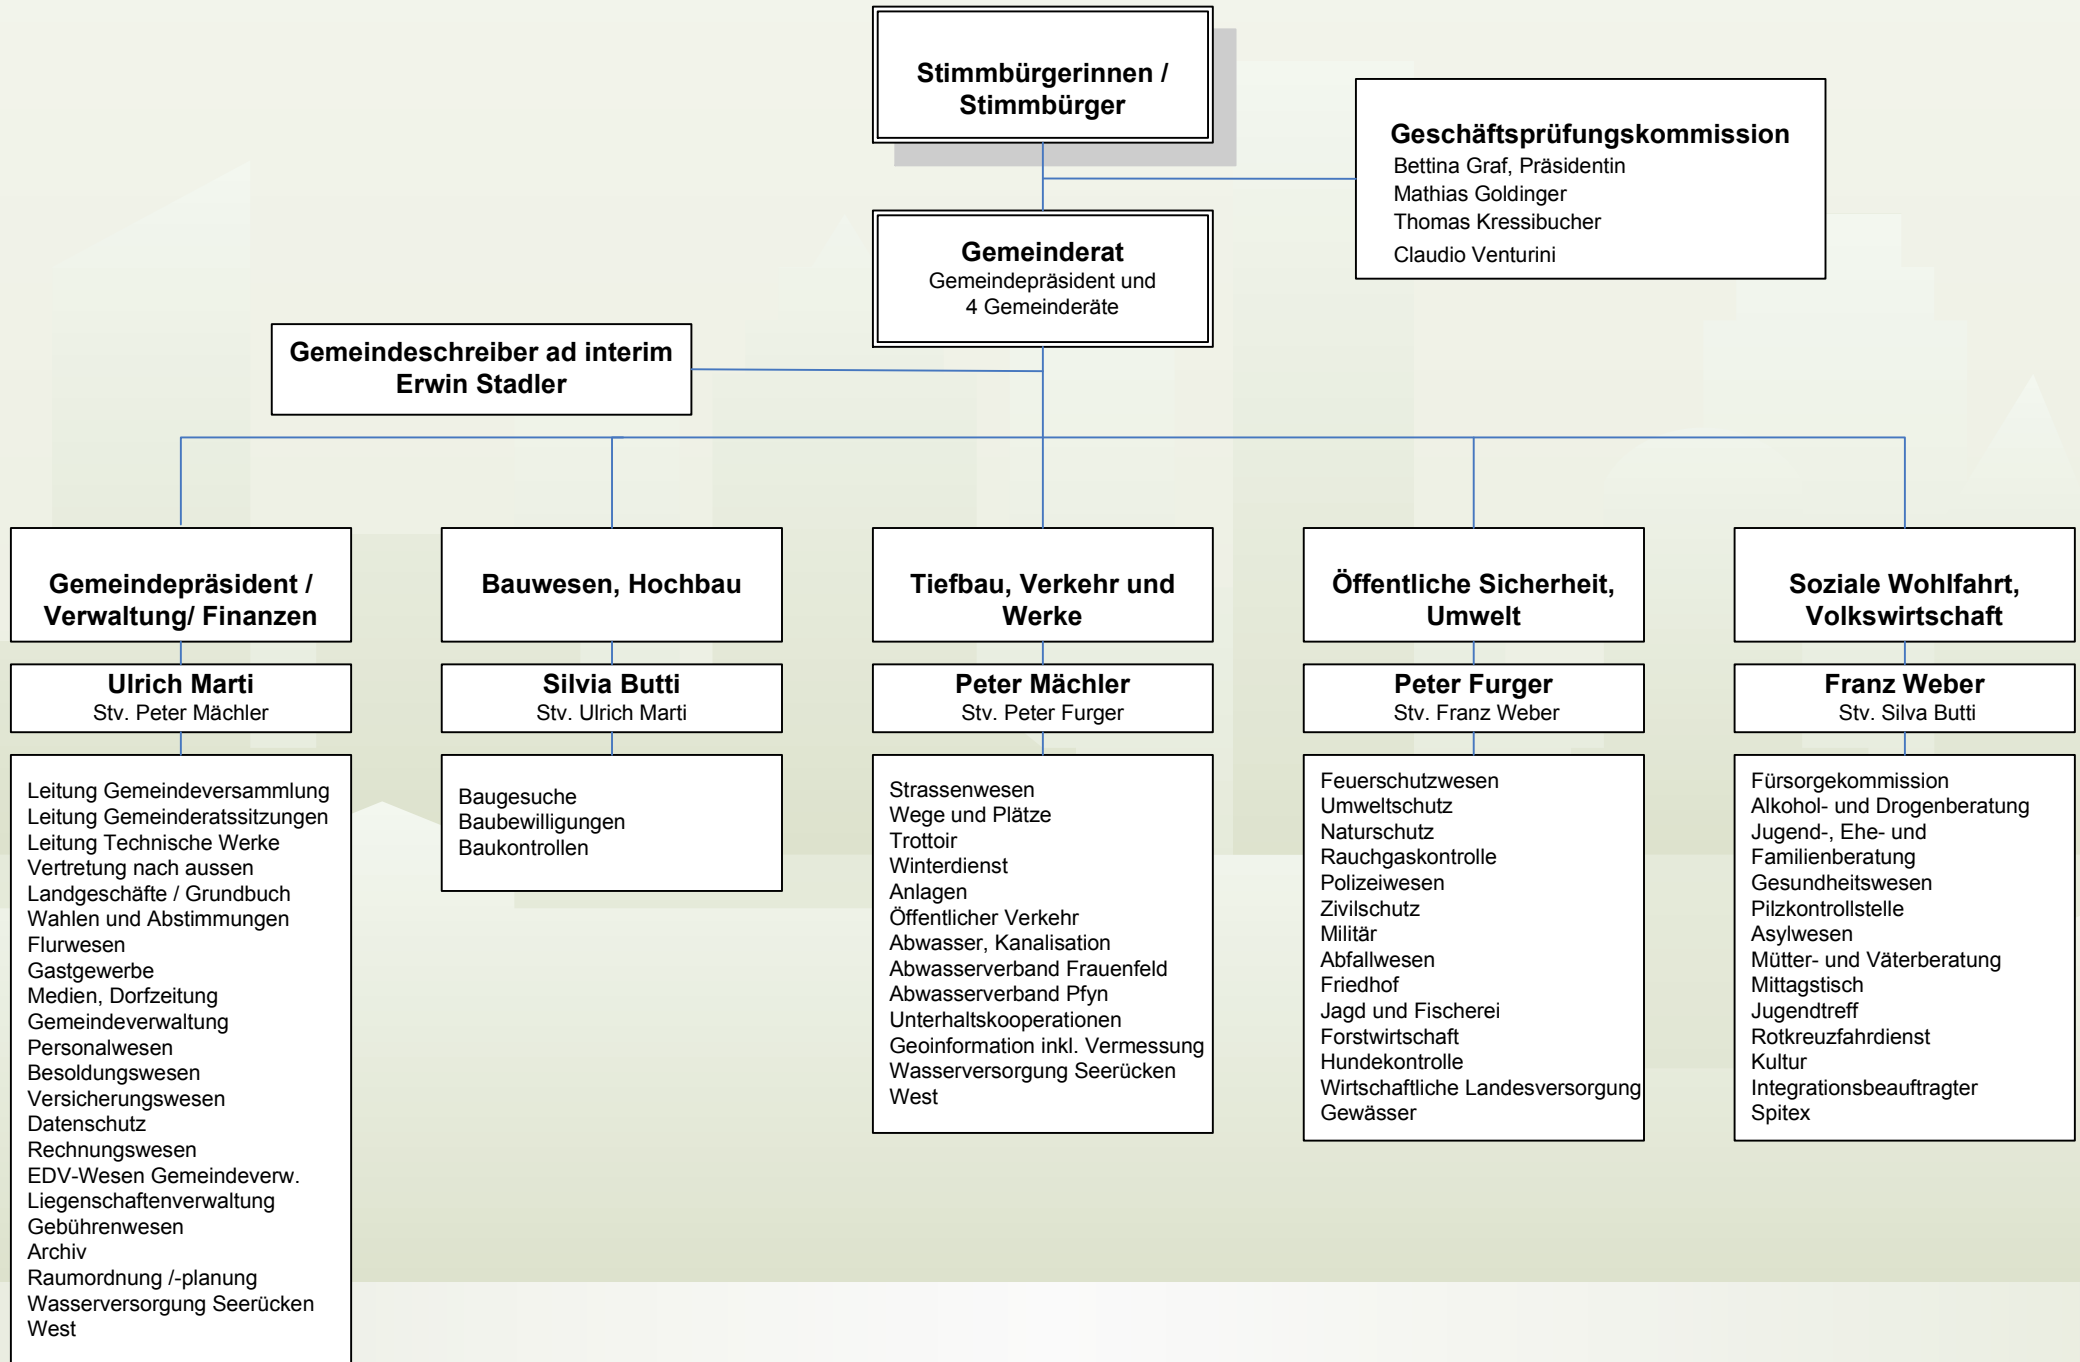 Stimmbürgerinnen /
Stimmbürger
Geschäftsprüfungskommission
Bettina Graf, Präsidentin
Mathias Goldinger
Thomas Kressibucher
Claudio Venturini
Gemeinderat
Gemeindepräsident und
4 Gemeinderäte
Gemeindeschreiber ad interim
Erwin Stadler
Gemeindepräsident /
Verwaltung/ Finanzen
Ulrich Marti
Stv. Peter Mächler
Leitung Gemeindeversammlung
Leitung Gemeinderatssitzungen
Leitung Technische Werke
Vertretung nach aussen
Landgeschäfte / Grundbuch
Wahlen und Abstimmungen
Flurwesen
Gastgewerbe
Medien, Dorfzeitung
Gemeindeverwaltung
Personalwesen
Besoldungswesen
Versicherungswesen
Datenschutz
Rechnungswesen
EDV-Wesen Gemeindeverw.
Liegenschaftenverwaltung
Gebührenwesen
Archiv
Raumordnung /-planung
Wasserversorgung Seerücken
West
Bauwesen, Hochbau
Silvia Butti
Stv. Ulrich Marti
Baugesuche
Baubewilligungen
Baukontrollen
Tiefbau, Verkehr und
Werke
Peter Mächler
Stv. Peter Furger
Strassenwesen
Wege und Plätze
Trottoir
Winterdienst
Anlagen
Öffentlicher Verkehr
Abwasser, Kanalisation
Abwasserverband Frauenfeld
Abwasserverband Pfyn
Unterhaltskooperationen
Geoinformation inkl. Vermessung
Wasserversorgung Seerücken
West
Öffentliche Sicherheit,
Umwelt
Peter Furger
Stv. Franz Weber
Feuerschutzwesen
Umweltschutz
Naturschutz
Rauchgaskontrolle
Polizeiwesen
Zivilschutz
Militär
Abfallwesen
Friedhof
Jagd und Fischerei
Forstwirtschaft
Hundekontrolle
Wirtschaftliche Landesversorgung
Gewässer
Soziale Wohlfahrt,
Volkswirtschaft
Franz Weber
Stv. Silva Butti
Fürsorgekommission
Alkohol- und Drogenberatung
Jugend-, Ehe- und
Familienberatung
Gesundheitswesen
Pilzkontrollstelle
Asylwesen
Mütter- und Väterberatung
Mittagstisch
Jugendtreff
Rotkreuzfahrdienst
Kultur
Integrationsbeauftragter
Spitex